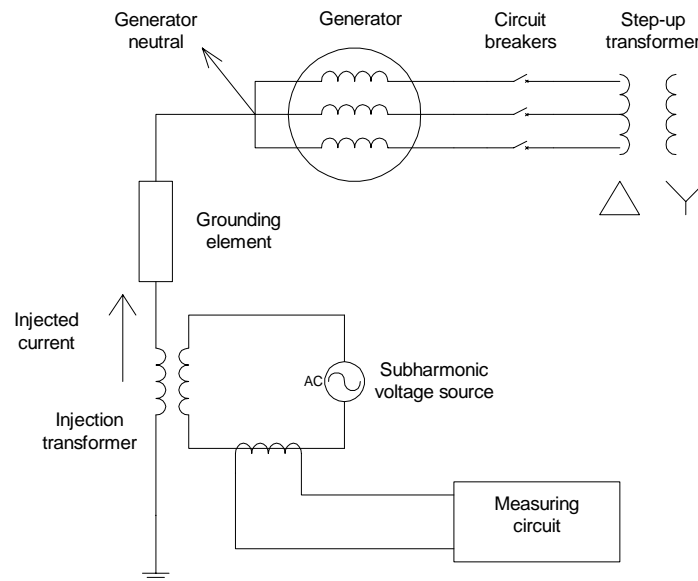 Generator
neutral
Generator
Circuit
breakers
Step-up
transformer
Grounding
element
Injected
current
Injection
transformer
AC
Subharmonic
voltage source
Measuring
circuit